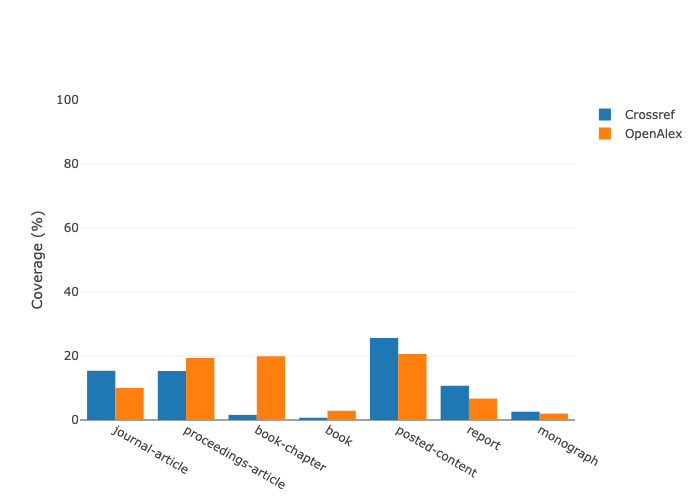 100
80
60
40
20
0
Coverage (%)
journal-article
proceedings-article
book-chapter
book
posted-content
report
monograph
Crossref
OpenAlex